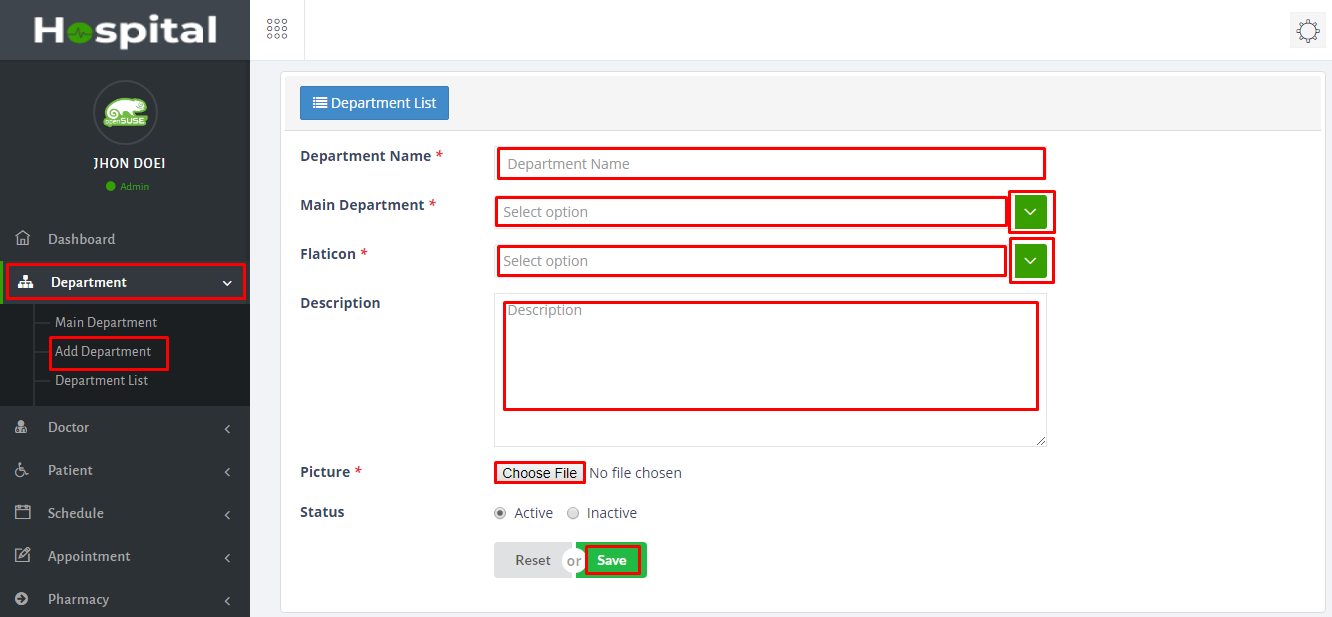 Hospital
openSUSE
JHON DOEI
Admin
Dashboard
Department
Main Department
Add Department
Department List
Doctor
Patient
Schedule
Appointment
Pharmacy
Department List
Department Name *
Department Name
Main Department *
Select option
Flaticon *
Select option
Description
Description
Picture *
Choose File No file chosen
Status
Active Inactive
Reset or Save